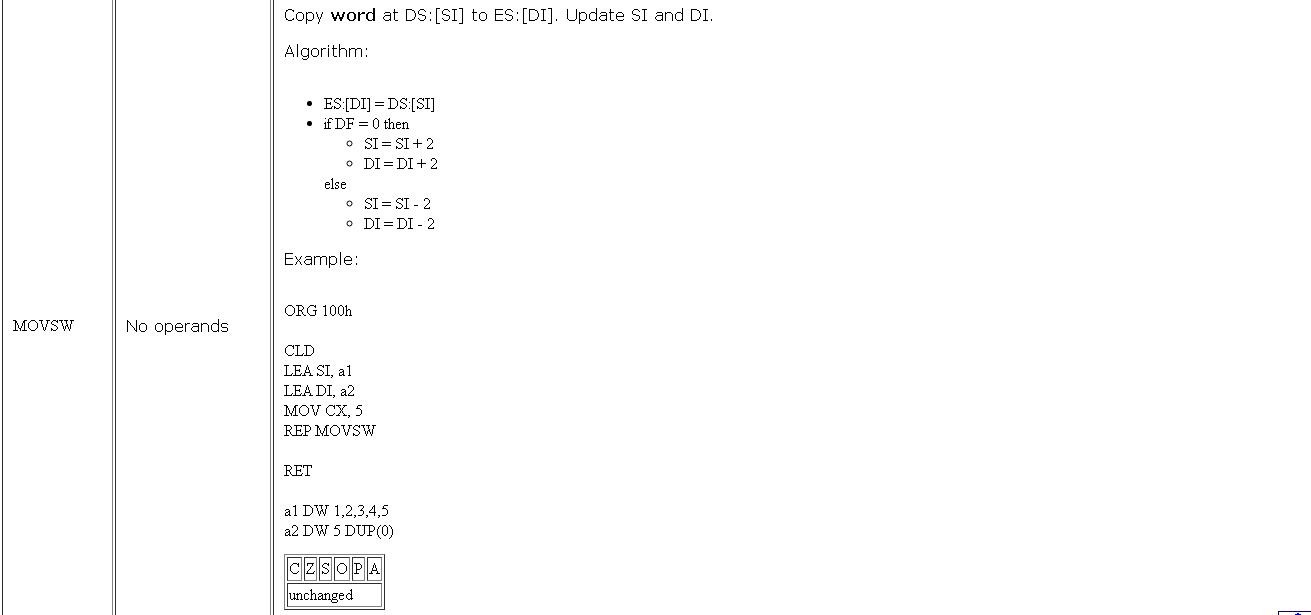 Copy word at DS:[SI] to ES:[DI]. Update SI and DI.
Algorithm:
ES:[DI] = DS:[SI]
if DF = 0 then
SI = SI + 2
DI = DI + 2
else
SI = SI - 2
DI = DI - 2
Example:
ORG 100h
MOVSW
No operands
CLD
LEA SI, a1
LEA DI, a2
MOV CX, 5
REP MOVSW
RET
a1 DW 1,2,3,4,5
a2 DW 5 DUP(0)
C Z S O P A
unchanged